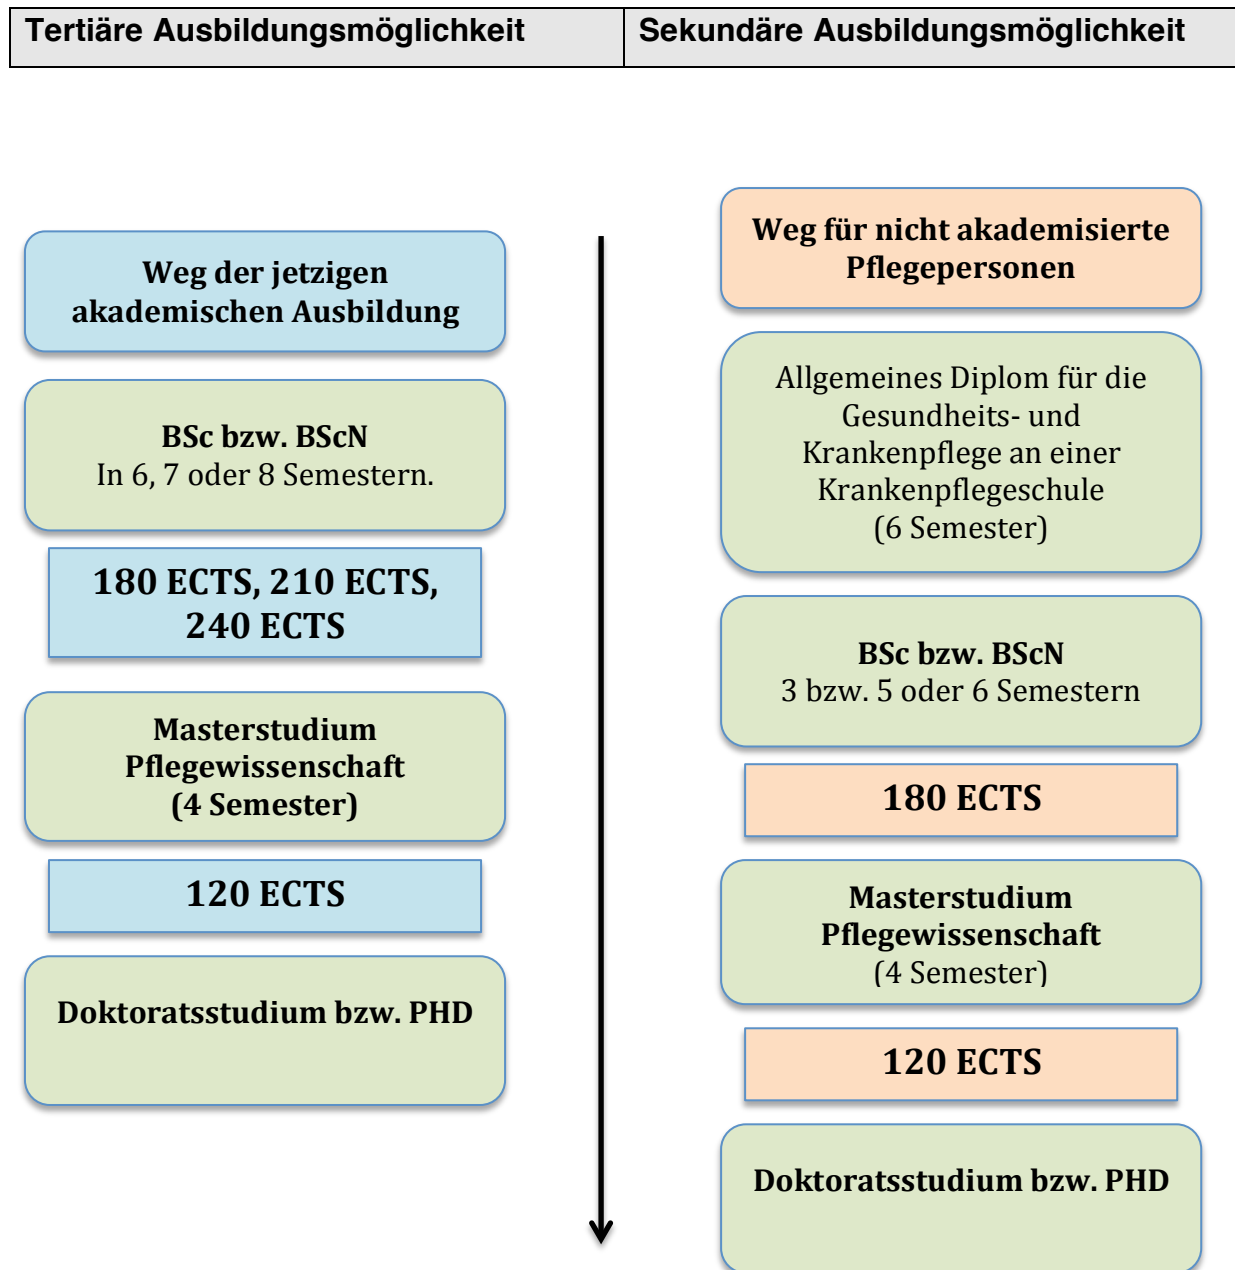 Tertiäre Ausbildungsmöglichkeit
Sekundäre Ausbildungsmöglichkeit
Weg der jetzigen
akademischen Ausbildung
BSc bzw. BScN
In 6, 7 oder 8 Semestern.
180 ECTS, 210 ECTS,
240 ECTS
Masterstudium
Pflegewissenschaft
(4 Semester)
120 ECTS
Doktoratsstudium bzw. PHD
Weg für nicht akademisierte
Pflegepersonen
Allgemeines Diplom für die
Gesundheits- und
Krankenpflege an einer
Krankenpflegeschule
(6 Semester)
BSc bzw. BScN
3 bzw. 5 oder 6 Semestern
180 ECTS
Masterstudium
Pflegewissenschaft
(4 Semester)
120 ECTS
Doktoratsstudium bzw. PHD